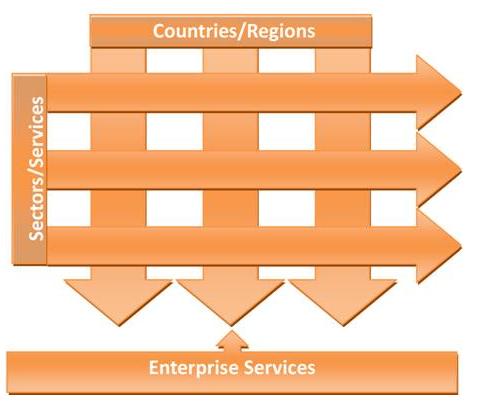 Countries/Regions
Sectors/Services
Enterprise Services